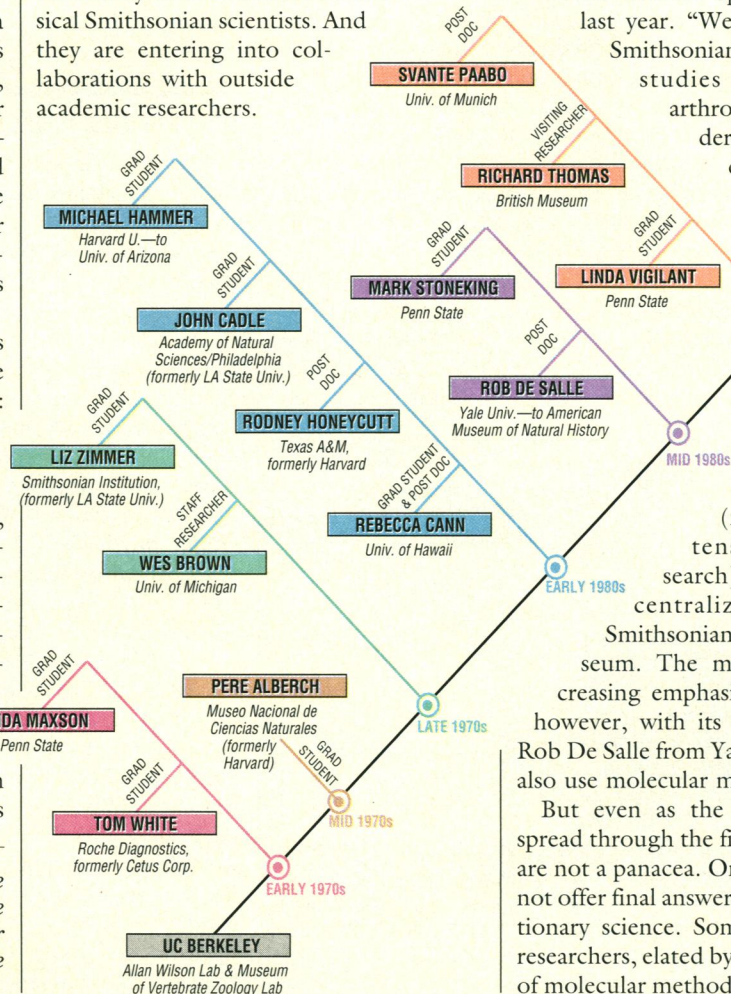 sical Smithsonian scientists. And
they are entering into col-
laborations with outside
academic researchers.
last year. “We
Smithsonian
studies
arthro
der
POST
DOC
SVANTE PAABO
Univ. of Munich
VISITING
RESEARCHER
RICHARD THOMAS
British Museum
GRAD
STUDENT
LINDA VIGILANT
Penn State
GRAD
STUDENT
MICHAEL HAMMER
Harvard U.—to
Univ. of Arizona
GRAD
STUDENT
JOHN CADLE
Academy of Natural
Sciences/Philadelphia
(formerly LA State Univ.)
POST
DOC
RODNEY HONEYCUTT
Texas A&M,
formerly Harvard
GRAD STUDENT
& POST DOC
REBECCA CANN
Univ. of Hawaii
EARLY 1980s
GRAD
STUDENT
MARK STONEKING
Penn State
POST
DOC
ROB DE SALLE
Yale Univ.—to American
Museum of Natural History
MID 1980s
GRAD
STUDENT
LIZ ZIMMER
Smithsonian Institution,
(formerly LA State Univ.)
STAFF
RESEARCHER
WES BROWN
Univ. of Michigan
LATE 1970s
GRAD
STUDENT
DA MAXSON
Penn State
GRAD
STUDENT
TOM WHITE
Roche Diagnostics,
formerly Cetus Corp.
EARLY 1970s
PERE ALBERCH
Museo Nacional de
Ciencias Naturales
(formerly
Harvard)
GRAD
STUDENT
MID 1970s
UC BERKELEY
Allan Wilson Lab & Museum
of Vertebrate Zoology Lab
(
ten
search
centraliz
Smithsonian
seum. The m
creasing emphasi
however, with its
Rob De Salle from Ya
also use molecular m
But even as the
spread through the fi
are not a panacea. Or
not offer final answer
tionary science. Som
researchers, elated by
of molecular method